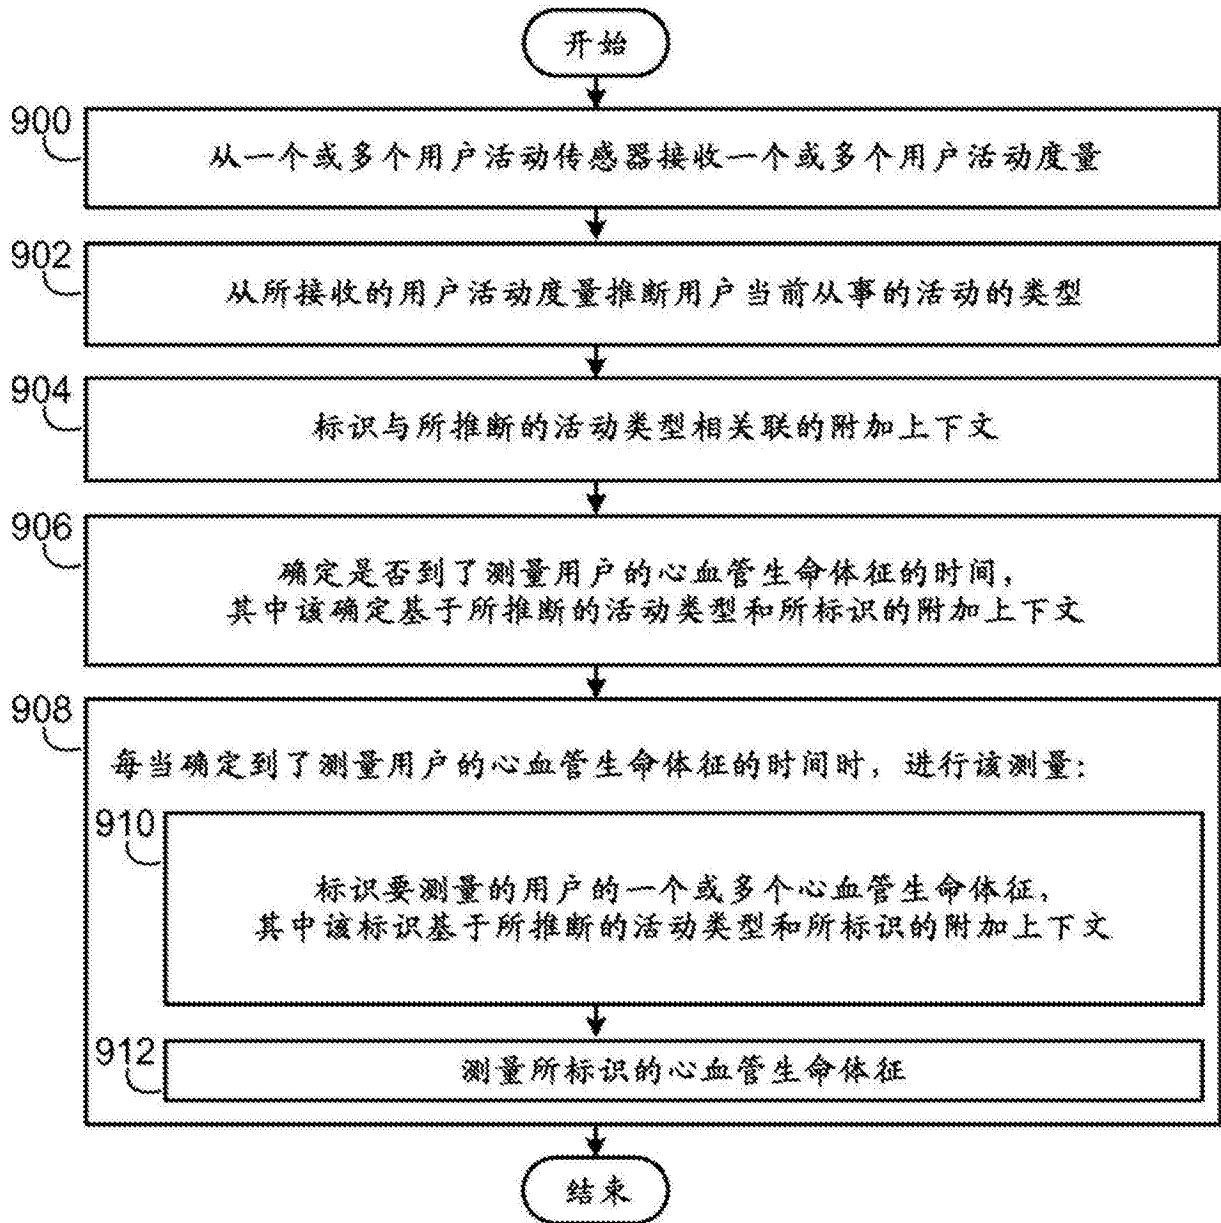 开始
900
从一个或多个用户活动传感器接收一个或多个用户活动度量
902
从所接收的用户活动度量推断用户当前从事的活动的类型
904
标识与所推断的活动类型相关联的附加上下文
906
确定是否到了测量用户的心血管生命体征的时间，
其中该确定基于所推断的活动类型和所标识的附加上下文
908
每当确定到了测量用户的心血管生命体征的时间时，进行该测量：
910
标识要测量的用户的一个或多个心血管生命体征，
其中该标识基于所推断的活动类型和所标识的附加上下文
912
测量所标识的心血管生命体征
结束